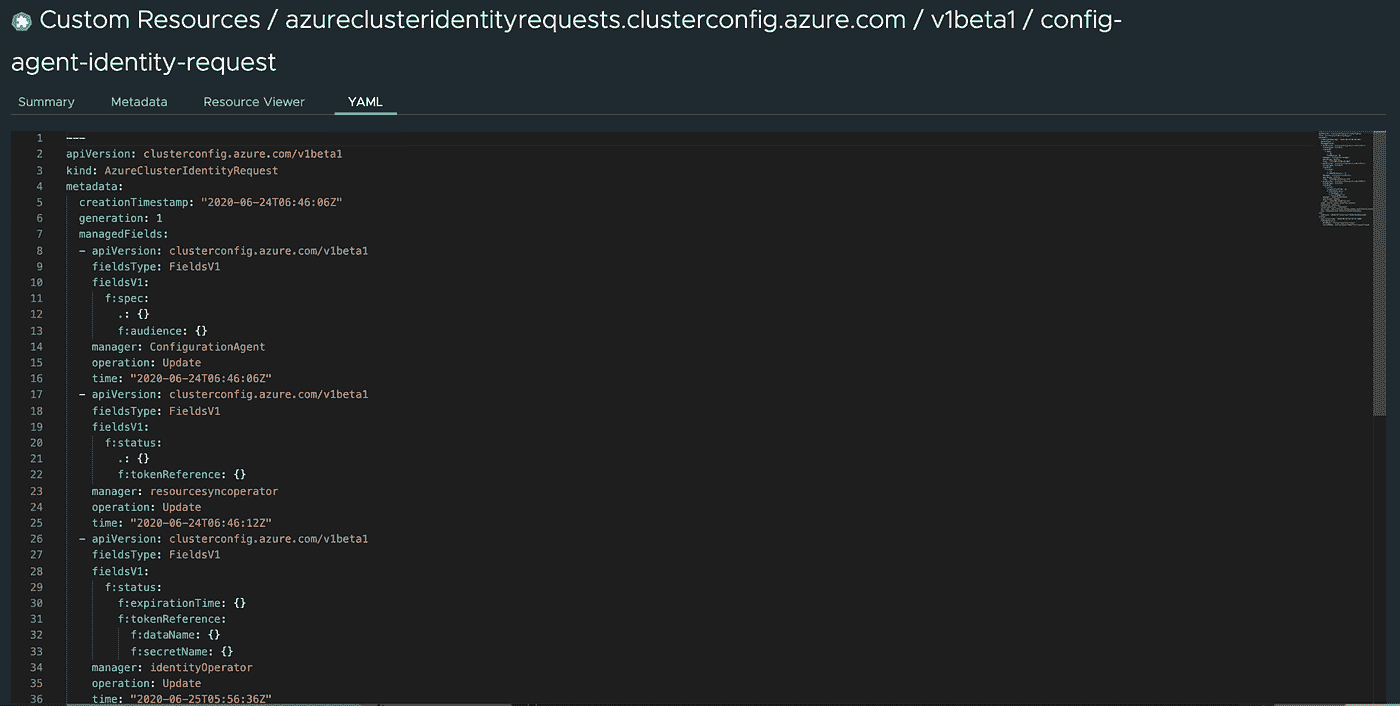 Custom Resources / azureclusteridentityrequests.clusterconfig.azure.com / v1beta1 / config-
agent-identity-request
Summary Metadata Resource Viewer YAML
1 ---
2 apiVersion: clusterconfig.azure.com/v1beta1
3 kind: AzureClusterIdentityRequest
4 metadata:
5   creationTimestamp: "2020-06-24T06:46:06Z"
6   generation: 1
7   managedFields:
8   - apiVersion: clusterconfig.azure.com/v1beta1
9     fieldsType: FieldsV1
10     fieldsV1:
11       f:spec:
12         .: {}
13         f:audience: {}
14     manager: ConfigurationAgent
15     operation: Update
16     time: "2020-06-24T06:46:06Z"
17   - apiVersion: clusterconfig.azure.com/v1beta1
18     fieldsType: FieldsV1
19     fieldsV1:
20       f:status:
21         .: {}
22         f:tokenReference: {}
23     manager: resourcesyncoperator
24     operation: Update
25     time: "2020-06-24T06:46:12Z"
26   - apiVersion: clusterconfig.azure.com/v1beta1
27     fieldsType: FieldsV1
28     fieldsV1:
29       f:status:
30         f:expirationTime: {}
31         f:tokenReference:
32           f:dataName: {}
33           f:secretName: {}
34     manager: identityOperator
35     operation: Update
36     time: "2020-06-25T05:56:36Z"